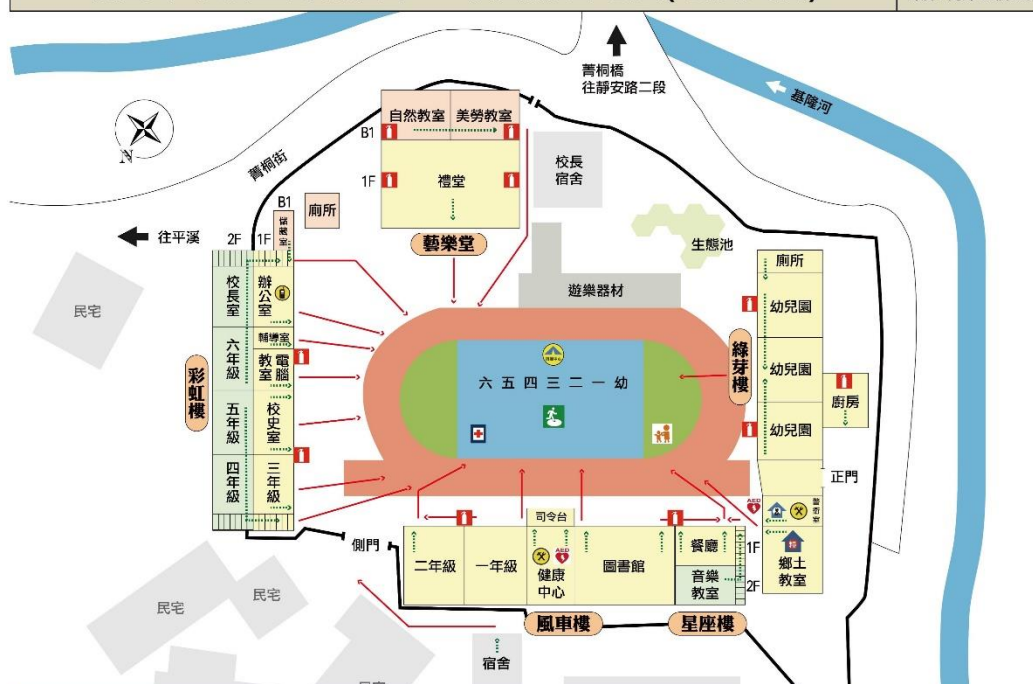 菁桐橋
往靜安路二段
基隆河
N
菁桐街
自然教室
美勞教室
B1
1F
禮堂
校長
宿舍
藝樂堂
廁所
B1
儲藏室
往平溪
2F
1F
生態池
遊樂器材
民宅
校長室
辦公室
輔導室
六年級
電腦
教室
五年級
校史室
四年級
三年級
彩虹樓
六五四三二一幼
綠芽樓
廁所
幼兒園
幼兒園
幼兒園
廚房
正門
AED
警衛室
鄉土
教室
側門
二年級
一年級
司令台
AED
健康
中心
圖書館
餐廳
音樂
教室
1F
2F
風車樓
星座樓
民宅
民宅
宿舍